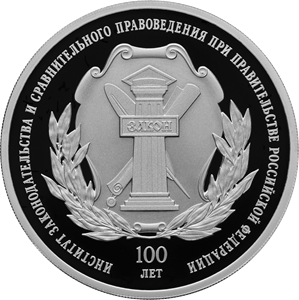 ИНСТИТУТ ЗАКОНОДАТЕЛЬСТВА И СРАВНИТЕЛЬНОГО ПРАВОВЕДЕНИЯ ПРИ ПРАВИТЕЛЬСТВЕ РОССИЙСКОЙ ФЕДЕРАЦИИ
ЗАКОН
100
ЛЕТ